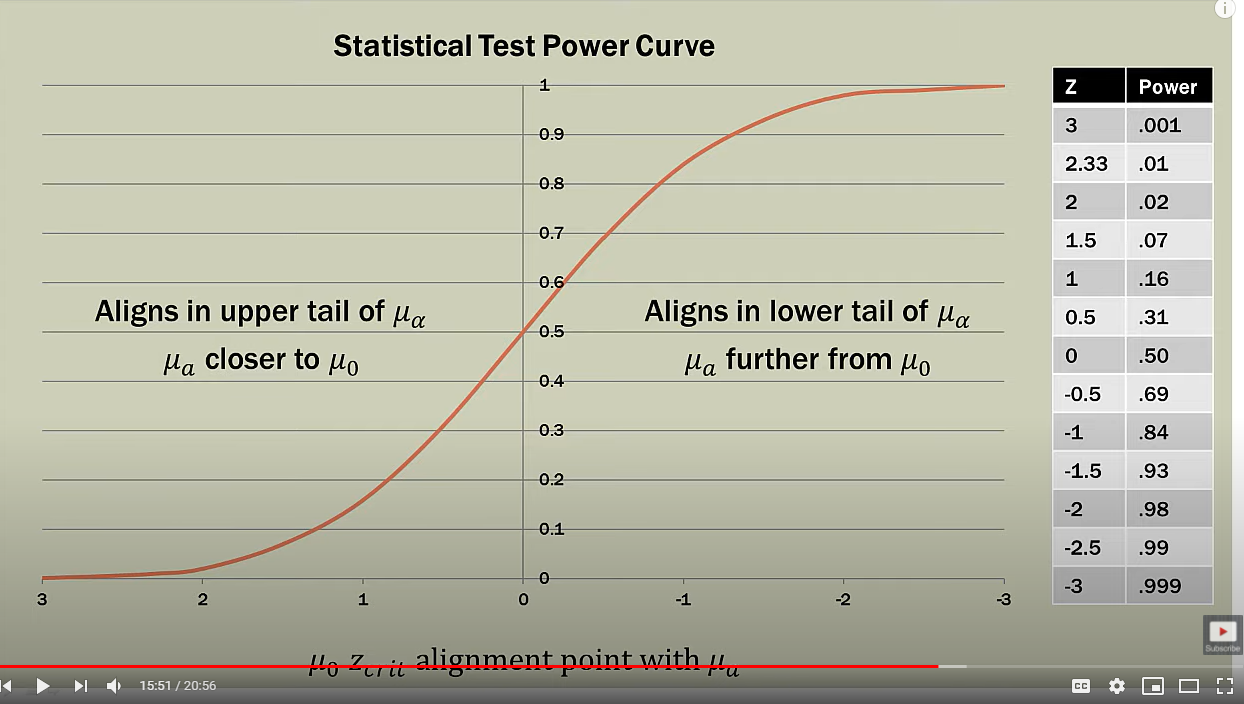 i
Statistical Test Power Curve
1
0.9
0.8
0.7
0.6
0.5
0.4
0.3
0.2
0.1
0
3 2 1 0 -1 -2 -3
Aligns in upper tail of μα
μa closer to μ0
Aligns in lower tail of μα
μa further from μ0
μ0 zcrit alignment point with μa
Z Power
3 .001
2.33 .01
2 .02
1.5 .07
1 .16
0.5 .31
0 .50
-0.5 .69
-1 .84
-1.5 .93
-2 .98
-2.5 .99
-3 .999
Subscribe
15:51 / 20:56
CC